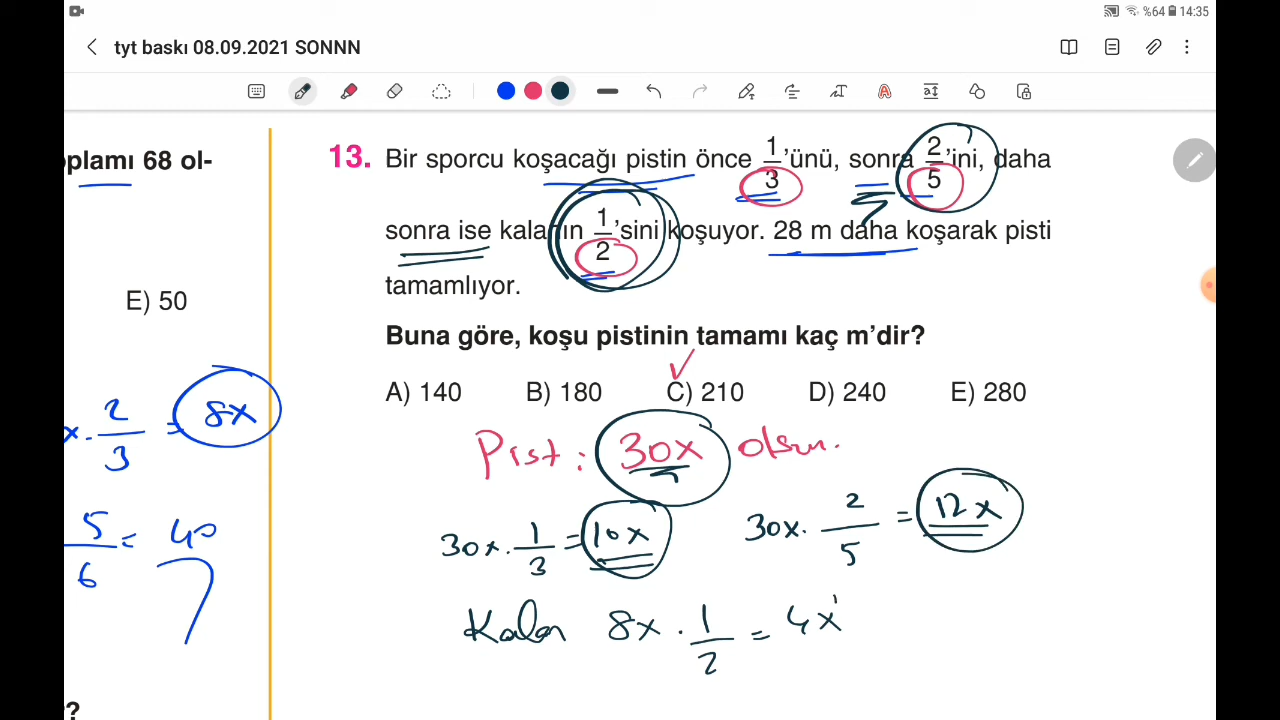 %64 14:35
tyt baskı 08.09.2021 SONNN
plamı 68 ol-
E) 50
x . 2/3 = 8x
5/6 = 40
?
13. Bir sporcu koşacağı pistin önce 1/3'ünü, sonra 2/5'ini, daha
sonra ise kalanın 1/2'sini koşuyor. 28 m daha koşarak pisti
tamamlıyor.
Buna göre, koşu pistinin tamamı kaç m'dir?
A) 140 B) 180 C) 210 D) 240 E) 280
Pist : 30x olsun.
30x . 1/3 = 10x 30x . 2/5 = 12x
Kalan 8x . 1/2 = 4x